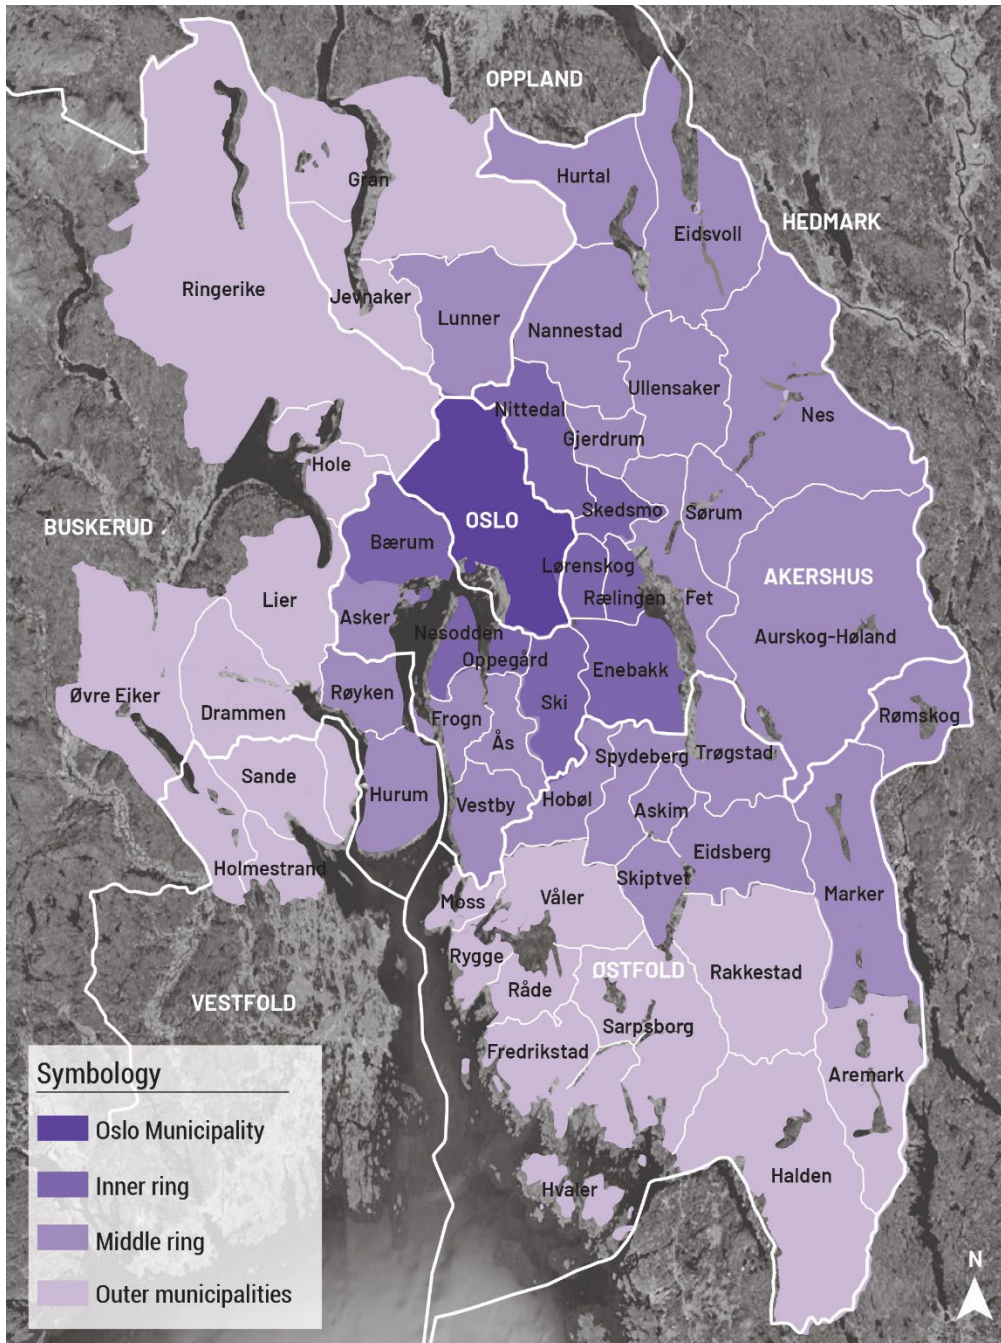 OPPLAND
Hurtal
Gran
HEDMARK
Eidsvoll
Ringerike
Jevnaker
Lunner
Nannestad
Ullensaker
Nittedal
Nes
Gjerdrum
Hole
Skedsmo
Sørum
OSLO
BUSKERUD
Bærum
Lørenskog
AKERSHUS
Lier
Rælingen
Fet
Asker
Nesodden
Aurskog-Høland
Oppegård
Enebakk
Øvre Eiker
Røyken
Ski
Drammen
Frogn
Rømskog
Ås
Spydeberg
Trøgstad
Sande
Hurum
Vestby
Hobøl
Askim
Eidsberg
Holmestrand
Skiptvet
Marker
Moss
Våler
Rygge
ØSTFOLD
Rakkestad
Råde
VESTFOLD
Sarpsborg
Fredrikstad
Aremark
Halden
Hvaler
Symbology
Oslo Municipality
Inner ring
Middle ring
Outer municipalities
N